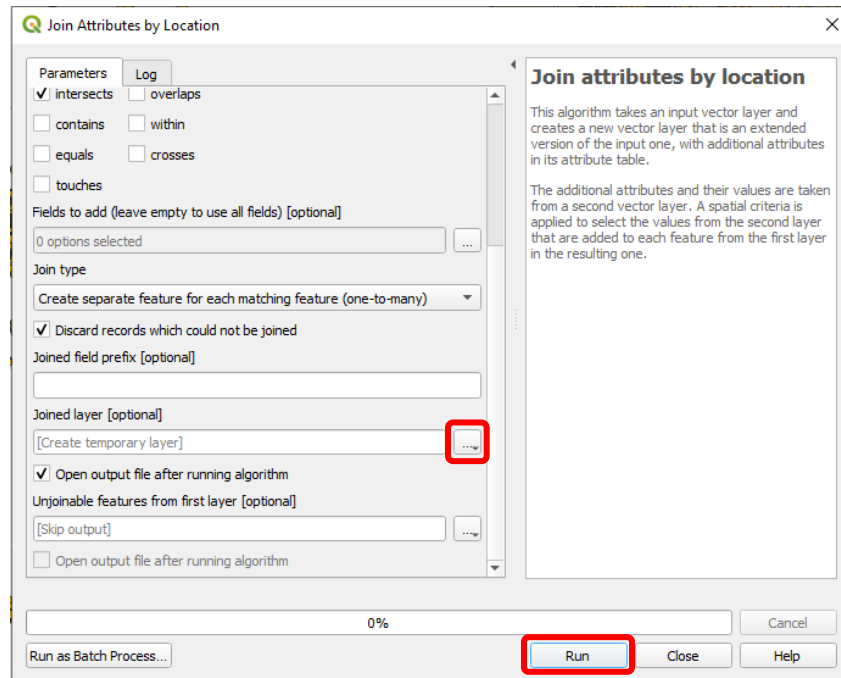 Join Attributes by Location
Parameters
Log
intersects
overlaps
contains
within
equals
crosses
touches
Fields to add (leave empty to use all fields) [optional]
0 options selected
...
Join type
Create separate feature for each matching feature (one-to-many)
Discard records which could not be joined
Joined field prefix [optional]
Joined layer [optional]
[Create temporary layer]
...
Open output file after running algorithm
Unjoinable features from first layer [optional]
[Skip output]
...
Open output file after running algorithm
Join attributes by location
This algorithm takes an input vector layer and
creates a new vector layer that is an extended
version of the input one, with additional attributes
in its attribute table.
The additional attributes and their values are taken
from a second vector layer. A spatial criteria is
applied to select the values from the second layer
that are added to each feature from the first layer
in the resulting one.
0%
Cancel
Run as Batch Process...
Run
Close
Help